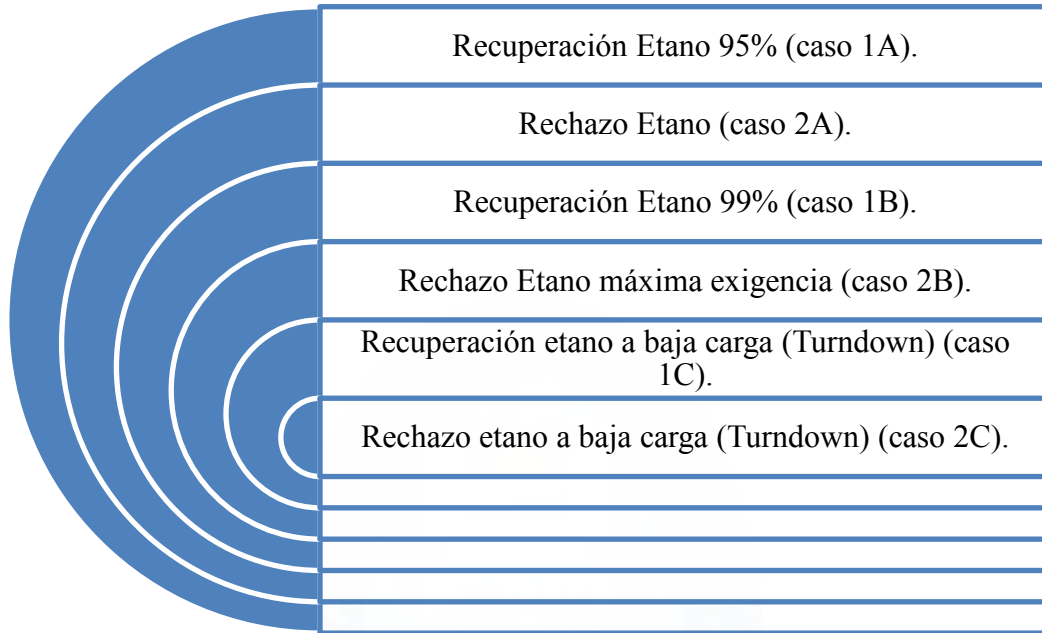 Recuperación Etano 95% (caso 1A).
Rechazo Etano (caso 2A).
Recuperación Etano 99% (caso 1B).
Rechazo Etano máxima exigencia (caso 2B).
Recuperación etano a baja carga (Turndown) (caso
1C).
Rechazo etano a baja carga (Turndown) (caso 2C).